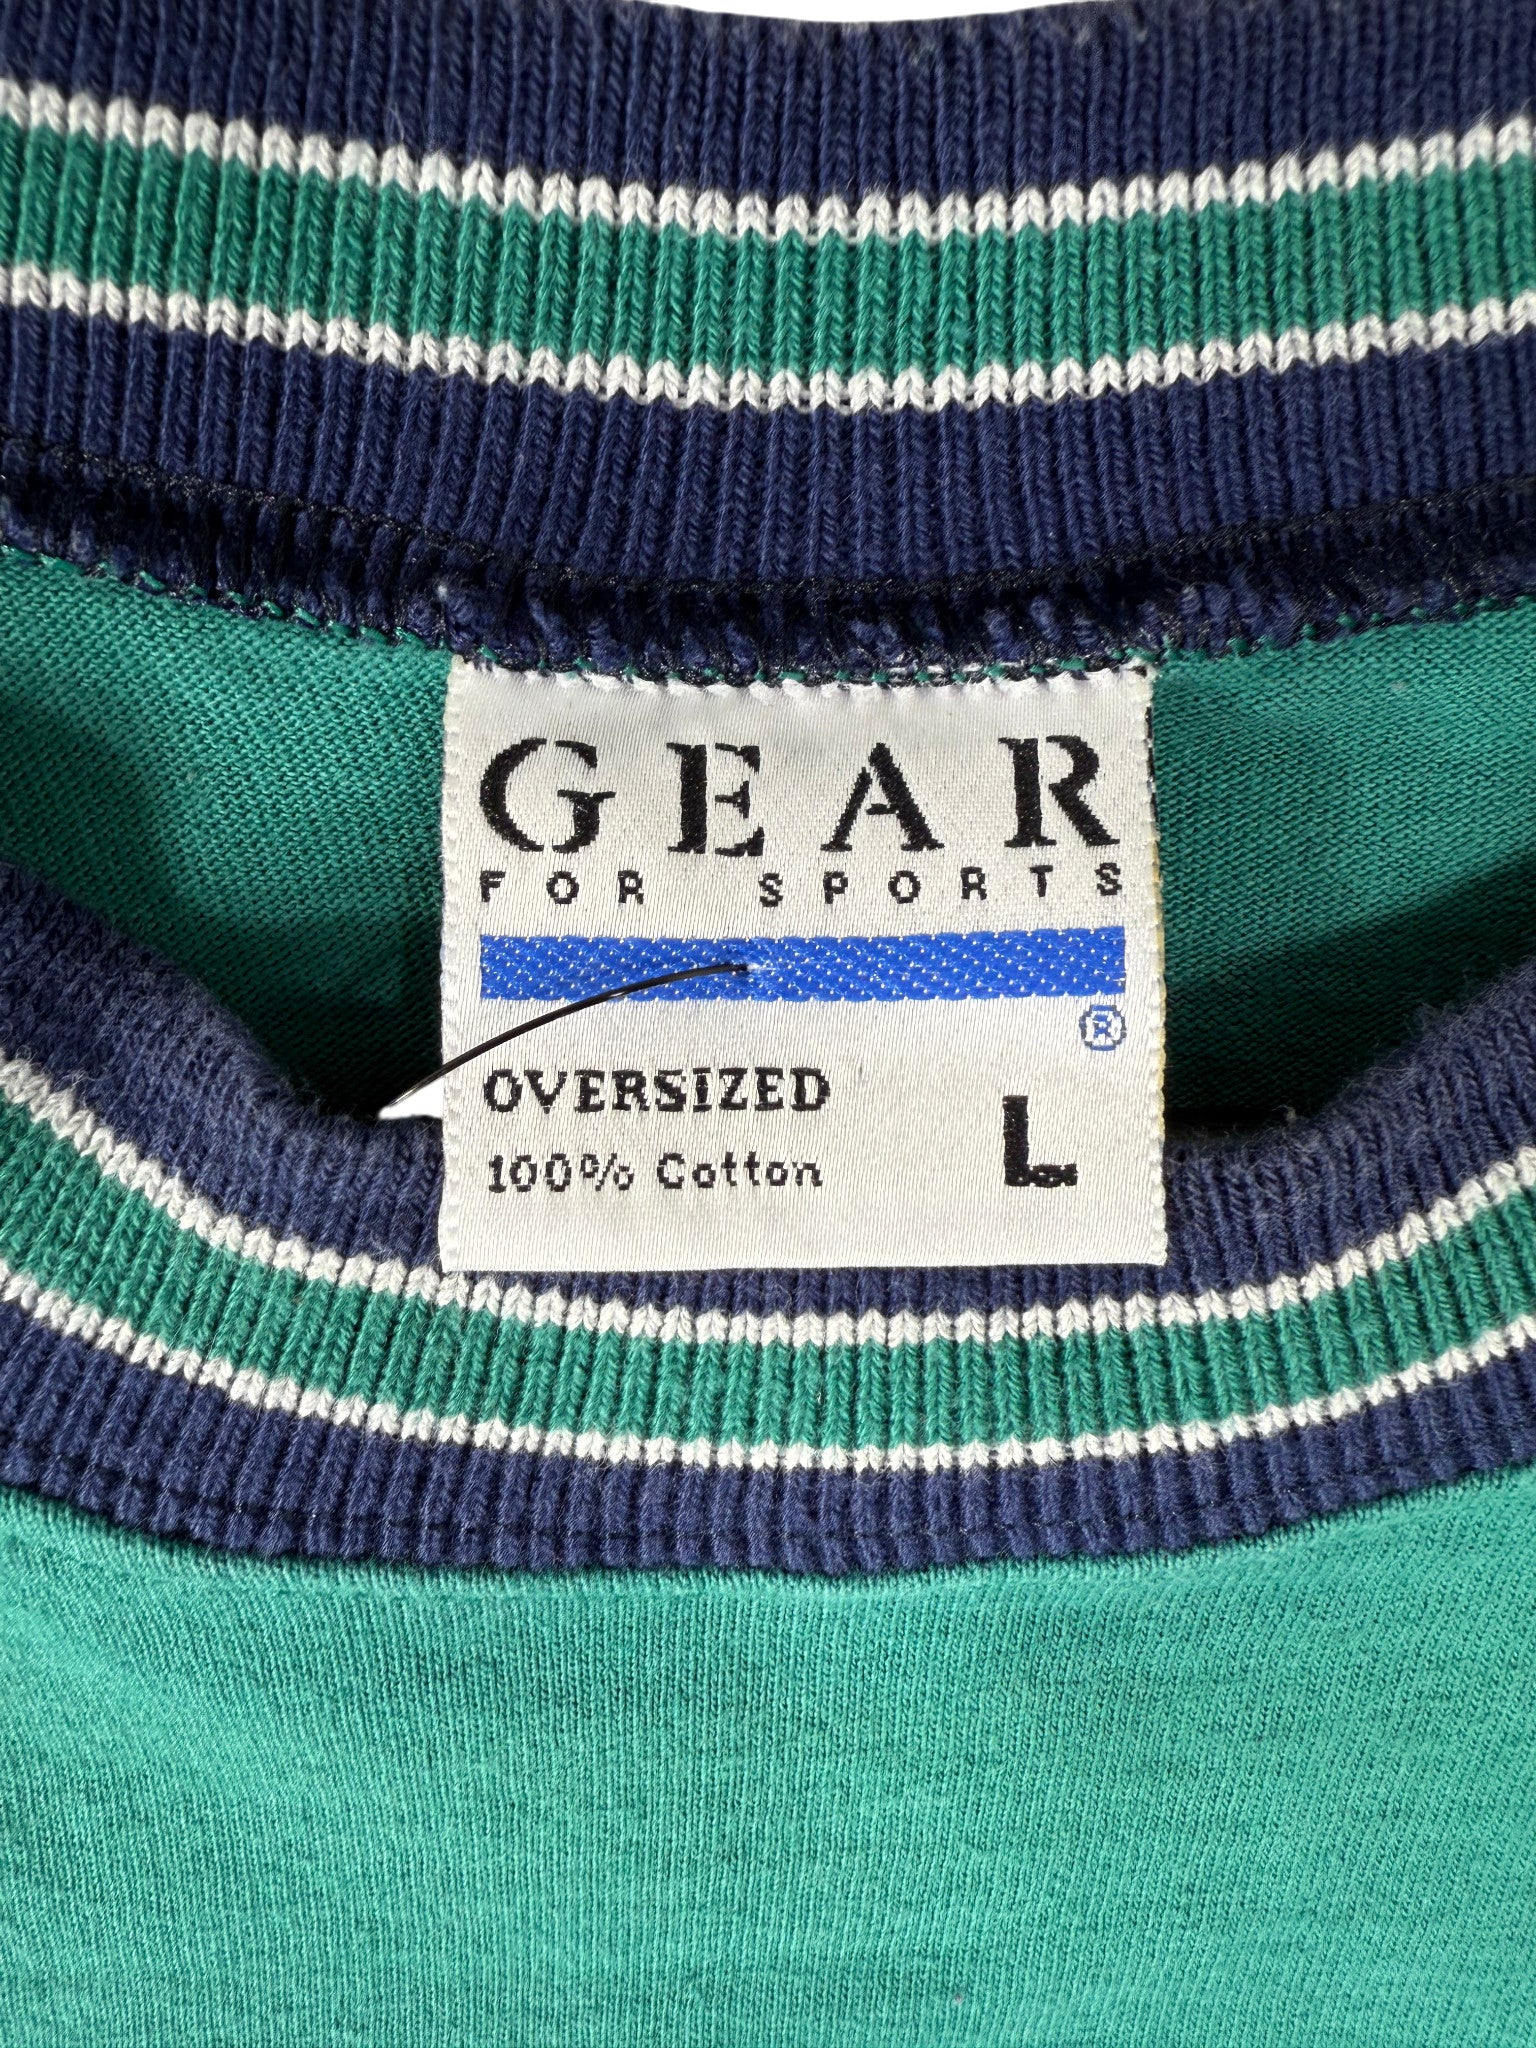 GEAR
FOR SPORTS
®
OVERSIZED
100% Cotton
L